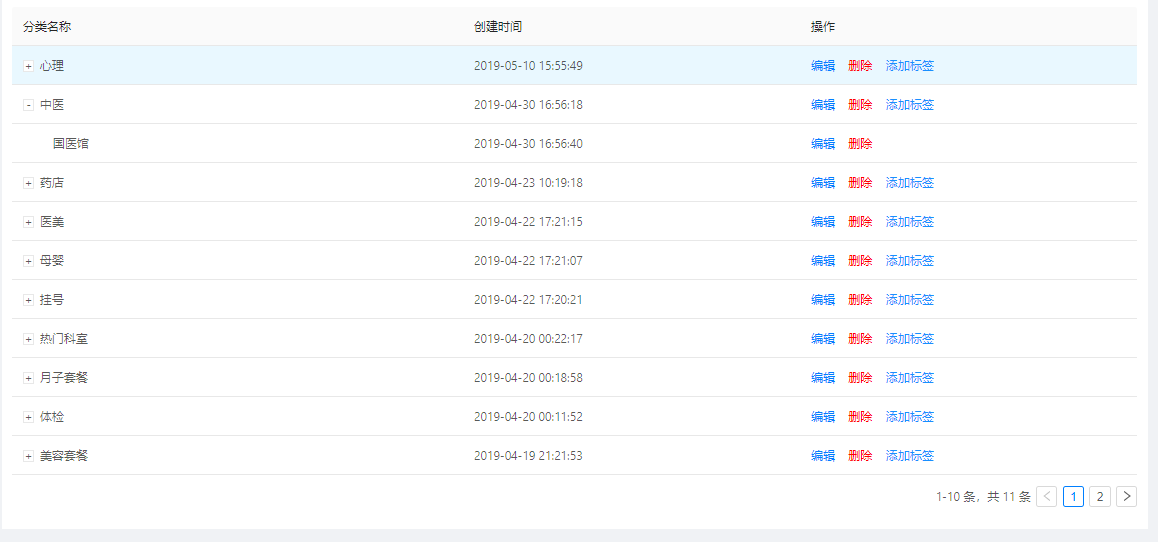 分类名称 创建时间 操作
+ 心理 2019-05-10 15:55:49 编辑 删除 添加标签
- 中医 2019-04-30 16:56:18 编辑 删除 添加标签
国医馆 2019-04-30 16:56:40 编辑 删除
+ 药店 2019-04-23 10:19:18 编辑 删除 添加标签
+ 医美 2019-04-22 17:21:15 编辑 删除 添加标签
+ 母婴 2019-04-22 17:21:07 编辑 删除 添加标签
+ 挂号 2019-04-22 17:20:21 编辑 删除 添加标签
+ 热门科室 2019-04-20 00:22:17 编辑 删除 添加标签
+ 月子套餐 2019-04-20 00:18:58 编辑 删除 添加标签
+ 体检 2019-04-20 00:11:52 编辑 删除 添加标签
+ 美容套餐 2019-04-19 21:21:53 编辑 删除 添加标签
1-10 条，共 11 条 < 1 2 >